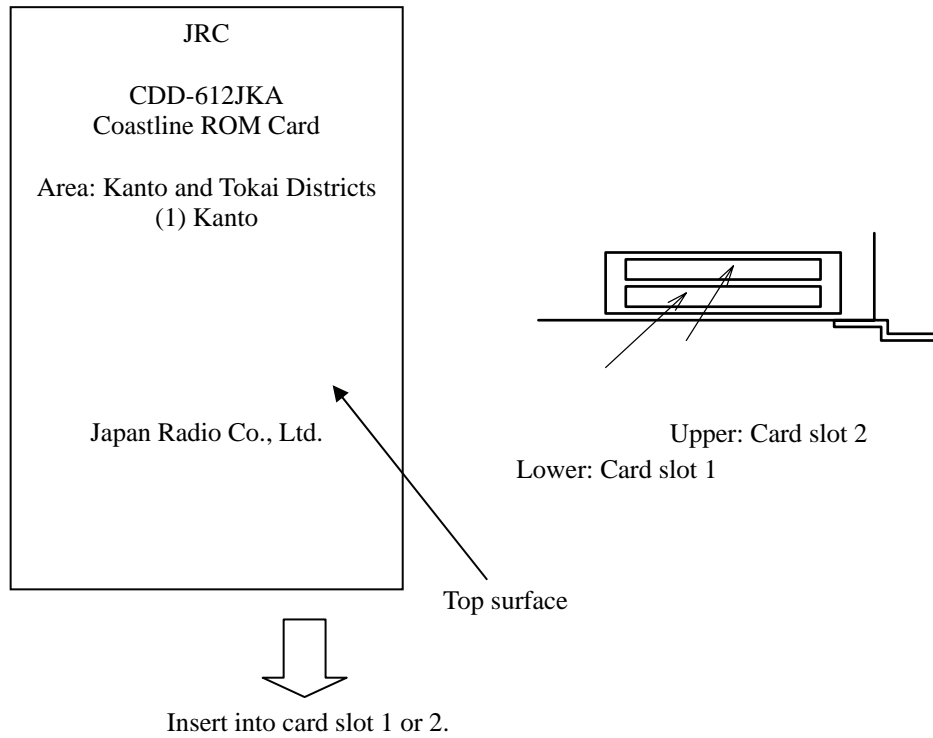 JRC
CDD-612JKA
Coastline ROM Card
Area: Kanto and Tokai Districts
(1) Kanto
Japan Radio Co., Ltd.
Upper: Card slot 2
Lower: Card slot 1
Top surface
Insert into card slot 1 or 2.